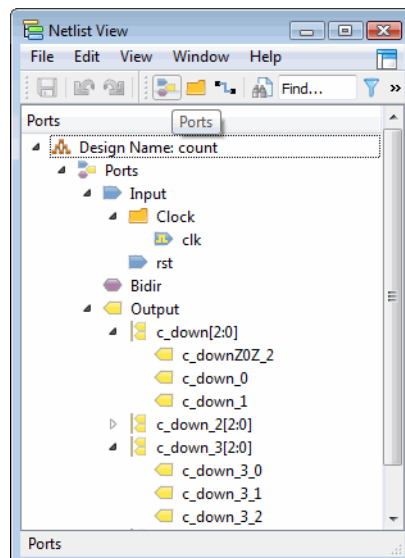 Netlist View
File Edit View Window Help
Find... »
Ports
Ports
Design Name: count
Ports
Input
Clock
clk
rst
Bidir
Output
c_down[2:0]
c_downZ0Z_2
c_down_0
c_down_1
c_down_2[2:0]
c_down_3[2:0]
c_down_3_0
c_down_3_1
c_down_3_2
Ports